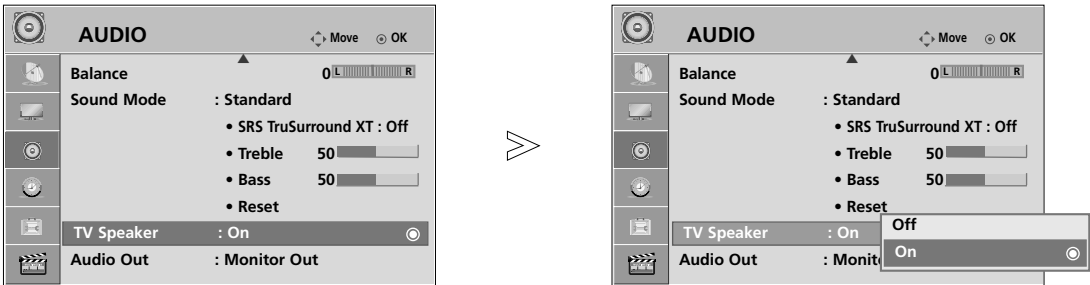 AUDIO Move OK
Balance 0 L R
Sound Mode : Standard
• SRS TruSurround XT : Off
• Treble 50
• Bass 50
• Reset
TV Speaker : On
Audio Out : Monitor Out
AUDIO Move OK
Balance 0 L R
Sound Mode : Standard
• SRS TruSurround XT : Off
• Treble 50
• Bass 50
• Reset
TV Speaker : On
Off
On
Audio Out : Monit